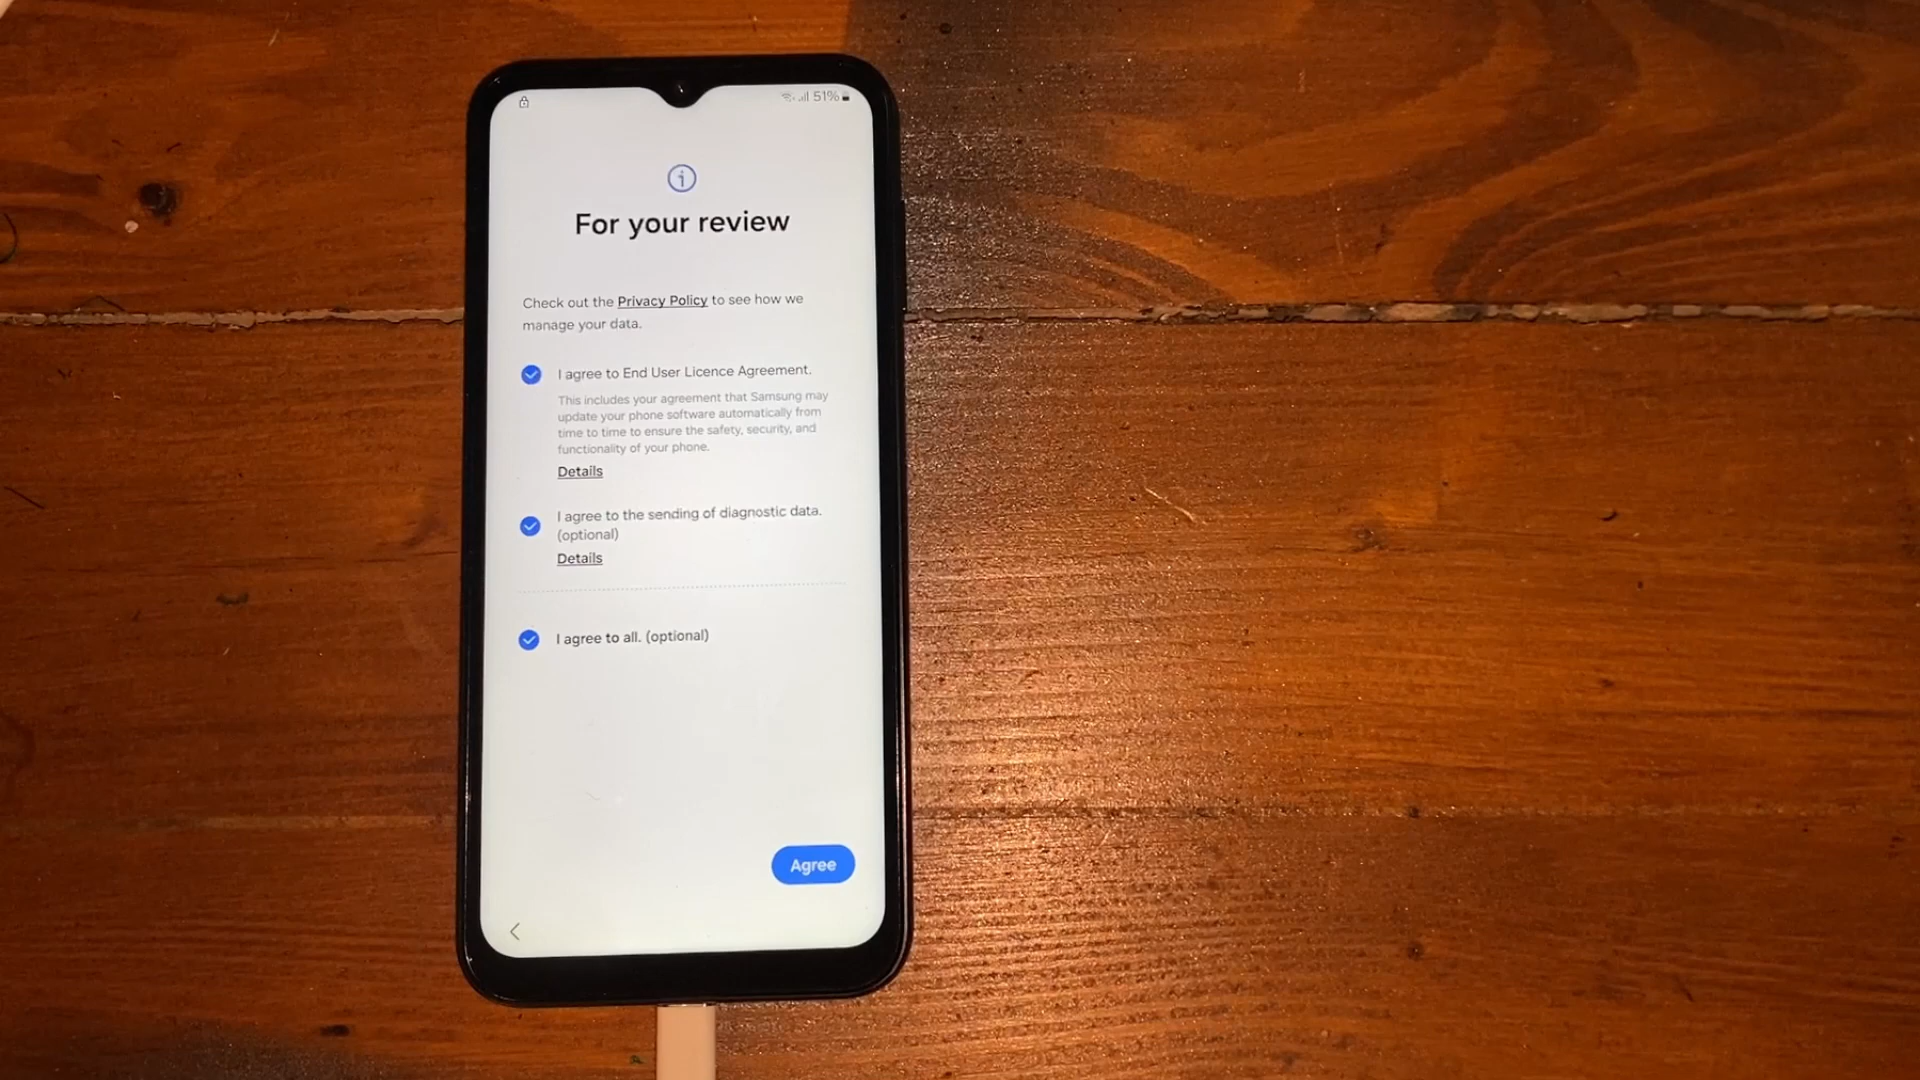 51%
For your review
Check out the Privacy Policy to see how we
manage your data.
I agree to End User Licence Agreement.
This includes your agreement that Samsung may
update your phone software automatically from
time to time to ensure the safety, security, and
functionality of your phone.
Details
I agree to the sending of diagnostic data.
(optional)
Details
I agree to all. (optional)
Agree